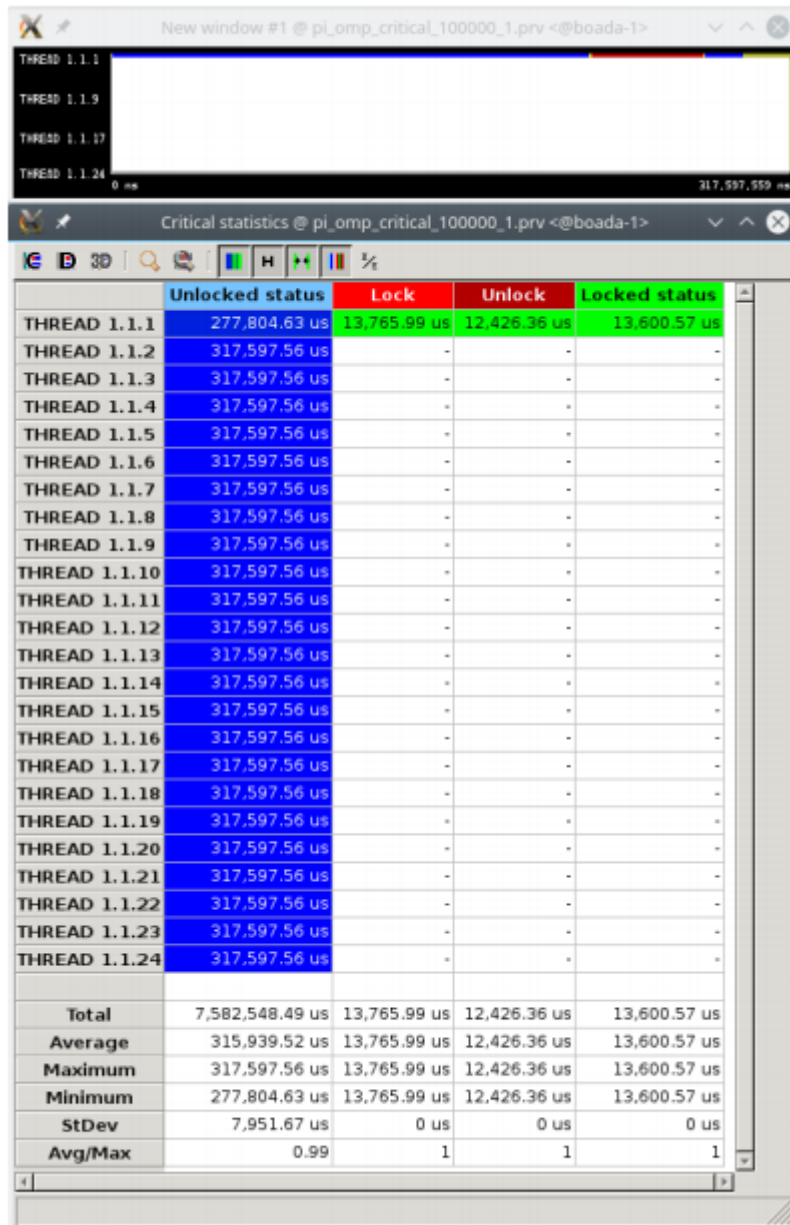 New window #1 @ pi_omp_critical_100000_1.prv <@boada-1>
THREAD 1.1.1
THREAD 1.1.9
THREAD 1.1.17
THREAD 1.1.24
0 ns 317,597,559 ns
Critical statistics @ pi_omp_critical_100000_1.prv <@boada-1>
IC D 3D H ½
Unlocked status Lock Unlock Locked status
THREAD 1.1.1 277,804.63 us 13,765.99 us 12,426.36 us 13,600.57 us
THREAD 1.1.2 317,597.56 us - - -
THREAD 1.1.3 317,597.56 us - - -
THREAD 1.1.4 317,597.56 us - - -
THREAD 1.1.5 317,597.56 us - - -
THREAD 1.1.6 317,597.56 us - - -
THREAD 1.1.7 317,597.56 us - - -
THREAD 1.1.8 317,597.56 us - - -
THREAD 1.1.9 317,597.56 us - - -
THREAD 1.1.10 317,597.56 us - - -
THREAD 1.1.11 317,597.56 us - - -
THREAD 1.1.12 317,597.56 us - - -
THREAD 1.1.13 317,597.56 us - - -
THREAD 1.1.14 317,597.56 us - - -
THREAD 1.1.15 317,597.56 us - - -
THREAD 1.1.16 317,597.56 us - - -
THREAD 1.1.17 317,597.56 us - - -
THREAD 1.1.18 317,597.56 us - - -
THREAD 1.1.19 317,597.56 us - - -
THREAD 1.1.20 317,597.56 us - - -
THREAD 1.1.21 317,597.56 us - - -
THREAD 1.1.22 317,597.56 us - - -
THREAD 1.1.23 317,597.56 us - - -
THREAD 1.1.24 317,597.56 us - - -
Total 7,582,548.49 us 13,765.99 us 12,426.36 us 13,600.57 us
Average 315,939.52 us 13,765.99 us 12,426.36 us 13,600.57 us
Maximum 317,597.56 us 13,765.99 us 12,426.36 us 13,600.57 us
Minimum 277,804.63 us 13,765.99 us 12,426.36 us 13,600.57 us
StDev 7,951.67 us 0 us 0 us 0 us
Avg/Max 0.99 1 1 1